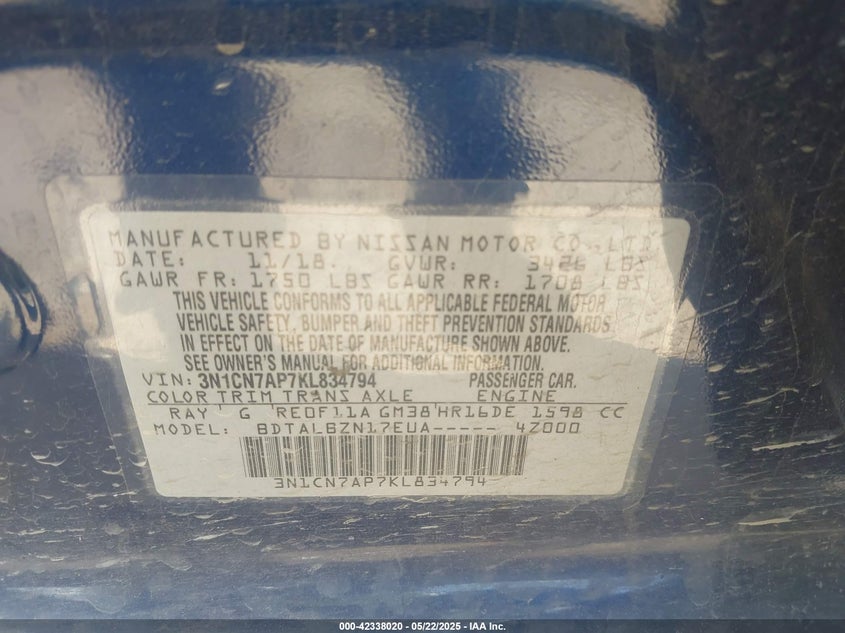 MANUFACTURED BY NISSAN MOTOR CO.,LTD.
DATE: 11/18. GVWR: 3426 LBS
GAWR FR: 1750 LBS GAWR RR: 1708 LBS
THIS VEHICLE CONFORMS TO ALL APPLICABLE FEDERAL MOTOR
VEHICLE SAFETY, BUMPER AND THEFT PREVENTION STANDARDS
IN EFFECT ON THE DATE OF MANUFACTURE SHOWN ABOVE.
SEE OWNER'S MANUAL FOR ADDITIONAL INFORMATION.
VIN: 3N1CN7AP7KL834794 PASSENGER CAR.
COLOR TRIM TRANS AXLE ENGINE
RAY G RE0F11A GM38 HR16DE 1598 CC
MODEL: BDTALBZN17EUA----- 4Z000
3N1CN7AP7KL834794
000-42338020 - 05/22/2025 - IAA Inc.